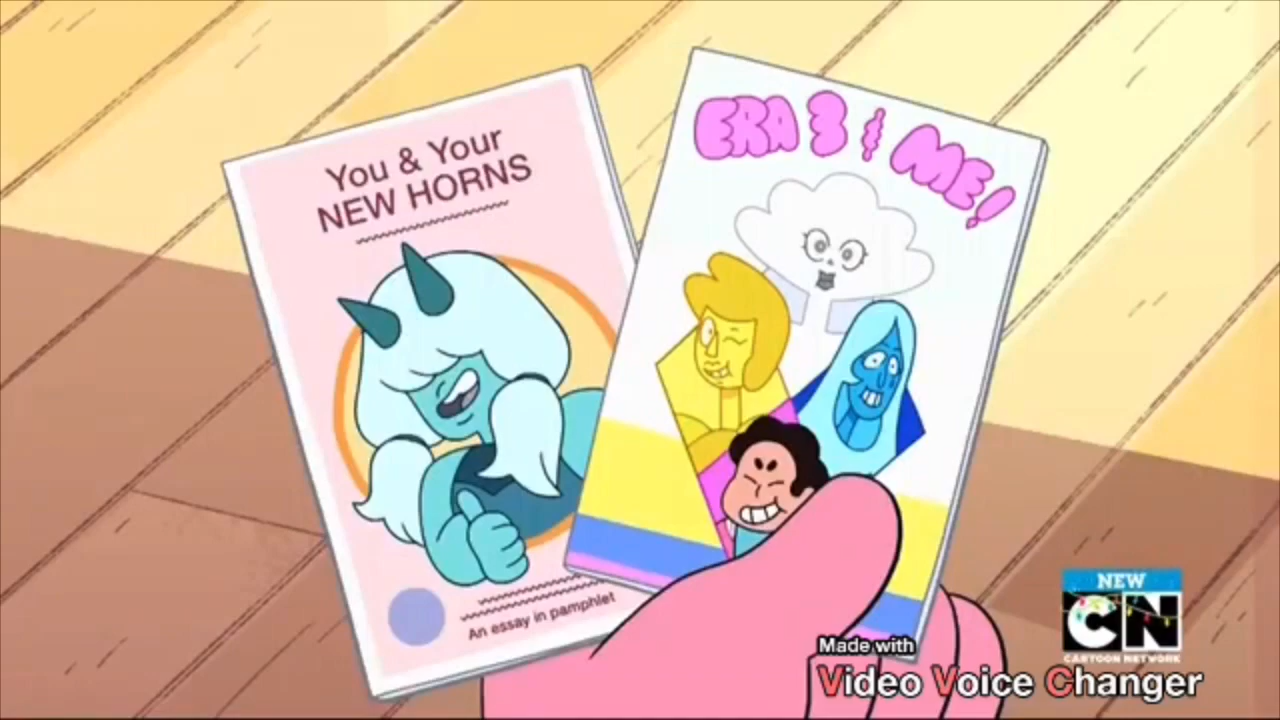 You & Your
NEW HORNS
An essay in pamphlet
ERA 3 & ME!
NEW
CN
CARTOON NETWORK
Made with
Video Voice Changer